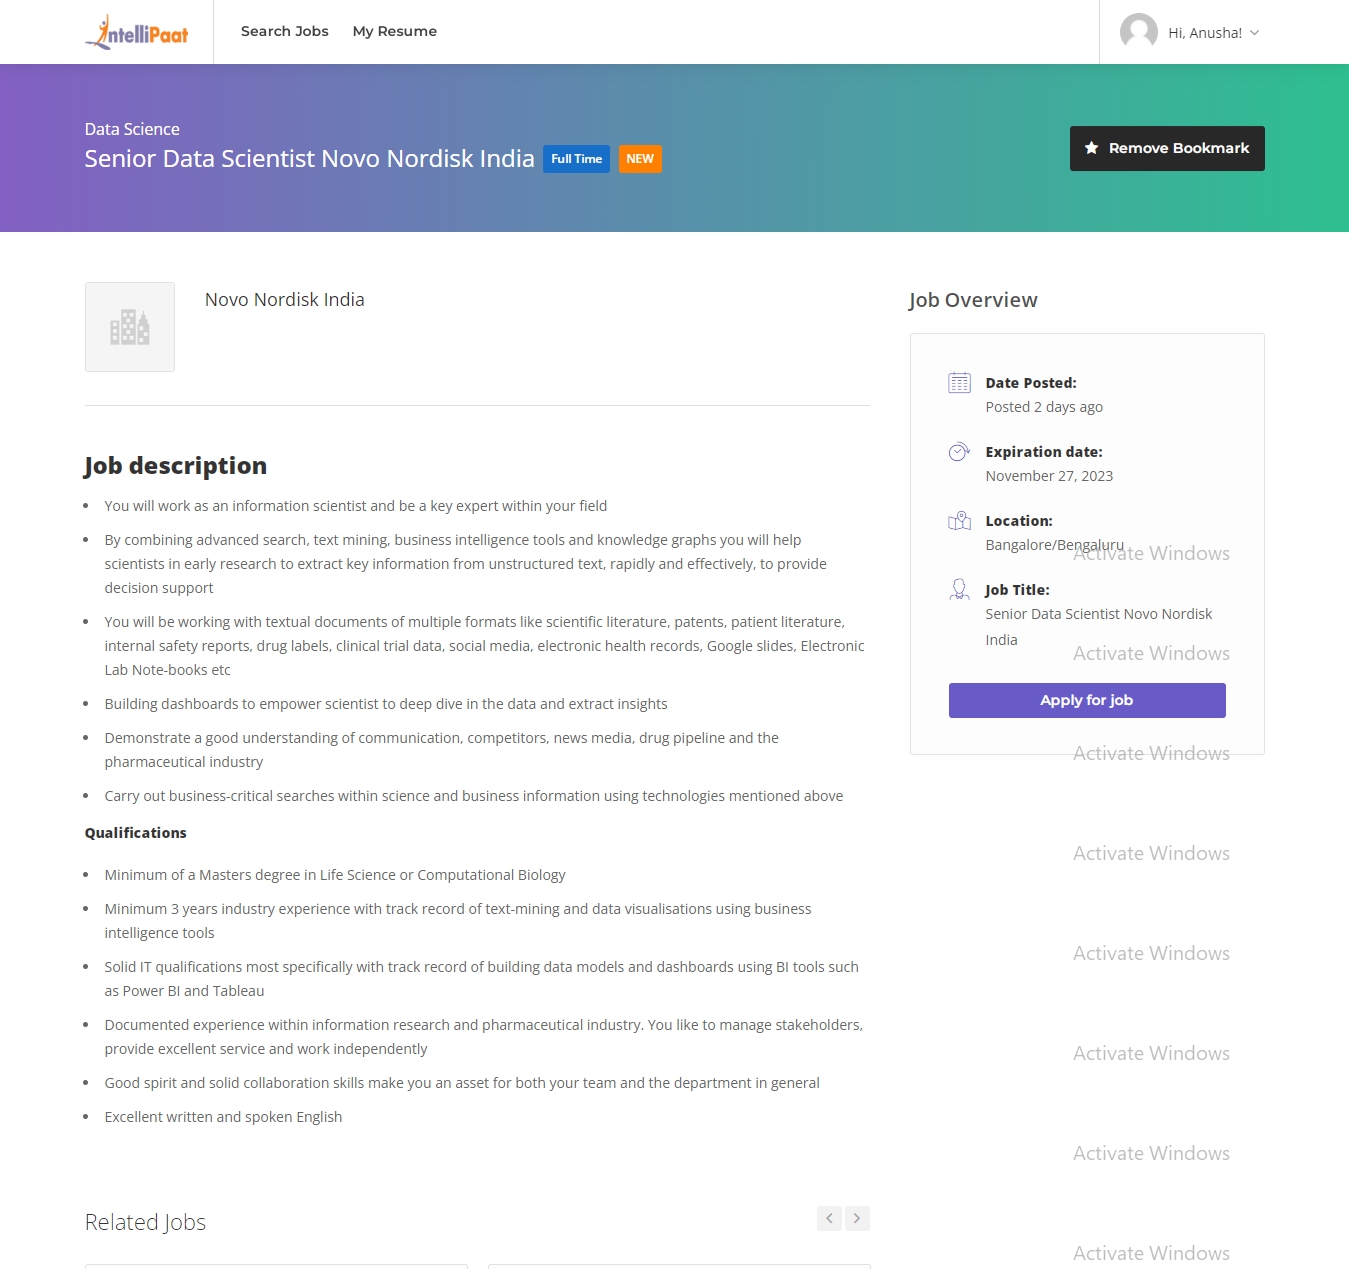 IntelliPaat
Search Jobs
My Resume
Hi, Anusha!
Data Science
Senior Data Scientist Novo Nordisk India
Full Time
NEW
Remove Bookmark
Novo Nordisk India
Job description
You will work as an information scientist and be a key expert within your field
By combining advanced search, text mining, business intelligence tools and knowledge graphs you will help
scientists in early research to extract key information from unstructured text, rapidly and effectively, to provide
decision support
You will be working with textual documents of multiple formats like scientific literature, patents, patient literature,
internal safety reports, drug labels, clinical trial data, social media, electronic health records, Google slides, Electronic
Lab Note-books etc
Building dashboards to empower scientist to deep dive in the data and extract insights
Demonstrate a good understanding of communication, competitors, news media, drug pipeline and the
pharmaceutical industry
Carry out business-critical searches within science and business information using technologies mentioned above
Qualifications
Minimum of a Masters degree in Life Science or Computational Biology
Minimum 3 years industry experience with track record of text-mining and data visualisations using business
intelligence tools
Solid IT qualifications most specifically with track record of building data models and dashboards using BI tools such
as Power BI and Tableau
Documented experience within information research and pharmaceutical industry. You like to manage stakeholders,
provide excellent service and work independently
Good spirit and solid collaboration skills make you an asset for both your team and the department in general
Excellent written and spoken English
Related Jobs
Job Overview
Date Posted:
Posted 2 days ago
Expiration date:
November 27, 2023
Location:
Bangalore/Bengaluru
Activate Windows
Job Title:
Senior Data Scientist Novo Nordisk
India
Activate Windows
Apply for job
Activate Windows
Activate Windows
Activate Windows
Activate Windows
Activate Windows
Activate Windows